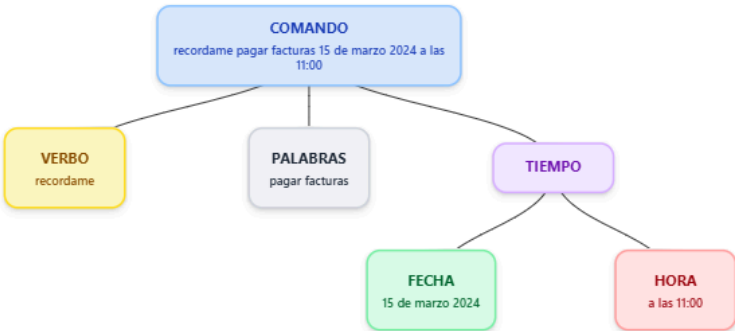 COMANDO
recordame pagar facturas 15 de marzo 2024 a las
11:00
VERBO
recordame
PALABRAS
pagar facturas
TIEMPO
FECHA
15 de marzo 2024
HORA
a las 11:00